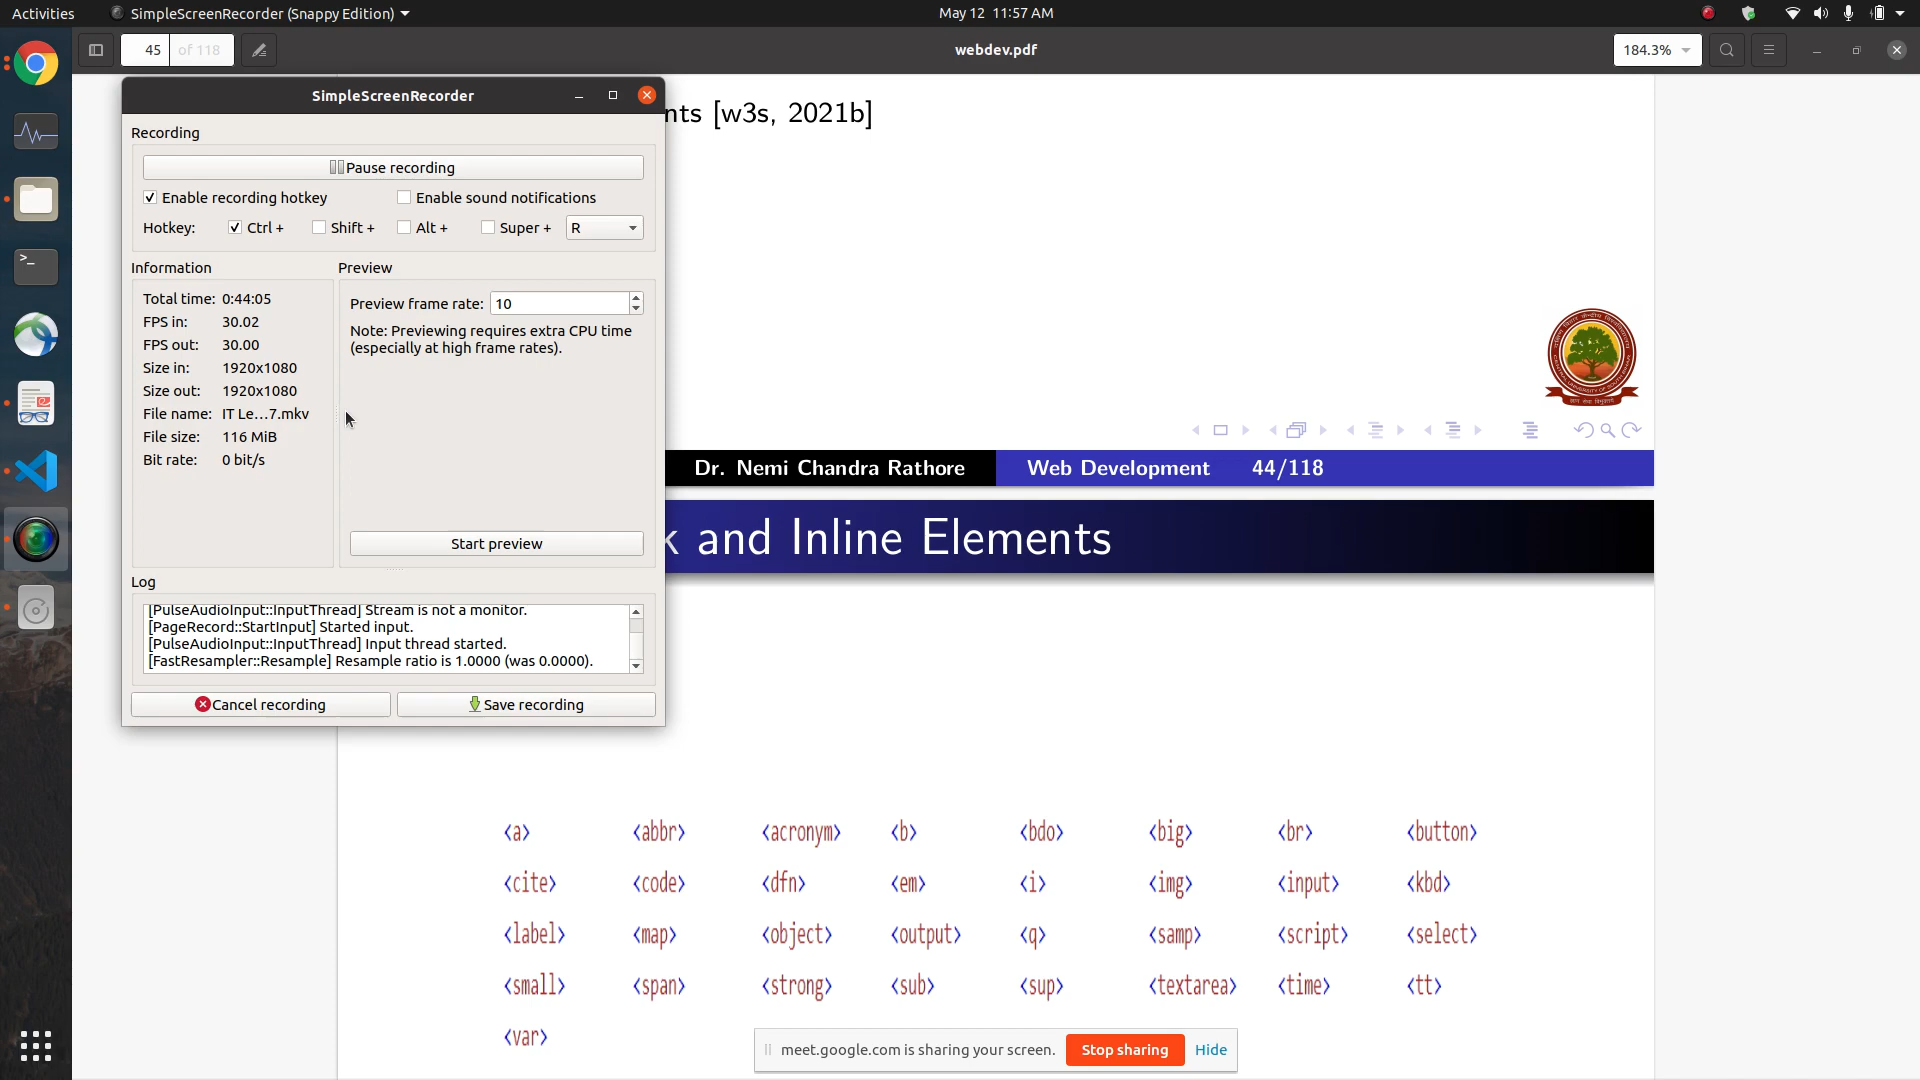 Activities
SimpleScreenRecorder (Snappy Edition)
May 12 11:57 AM
45 of 118
webdev.pdf
184.3%
SimpleScreenRecorder
nts [w3s, 2021b]
Recording
Pause recording
Enable recording hotkey
Enable sound notifications
Hotkey: Ctrl + Shift + Alt + Super + R
Information
Total time: 0:44:05
FPS in: 30.02
FPS out: 30.00
Size in: 1920x1080
Size out: 1920x1080
File name: IT Le...7.mkv
File size: 116 MiB
Bit rate: 0 bit/s
Preview
Preview frame rate: 10
Note: Previewing requires extra CPU time
(especially at high frame rates).
Start preview
Log
[PulseAudioInput::InputThread] Stream is not a monitor.
[PageRecord::StartInput] Started input.
[PulseAudioInput::InputThread] Input thread started.
[FastResampler::Resample] Resample ratio is 1.0000 (was 0.0000).
Cancel recording
Save recording
Dr. Nemi Chandra Rathore
Web Development
44/118
k and Inline Elements
<a> <abbr> <acronym> <b> <bdo> <big> <br> <button>
<cite> <code> <dfn> <em> <i> <img> <input> <kbd>
<label> <map> <object> <output> <q> <samp> <script> <select>
<small> <span> <strong> <sub> <sup> <textarea> <time> <tt>
<var>
meet.google.com is sharing your screen.
Stop sharing
Hide